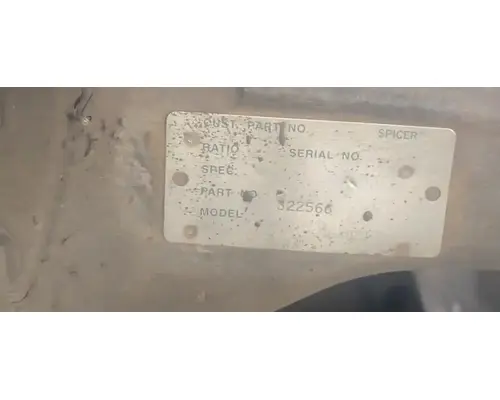 CUST. PART NO. SPICER
RATIO SERIAL NO.
SPEC.
PART NO. 322566
MODEL